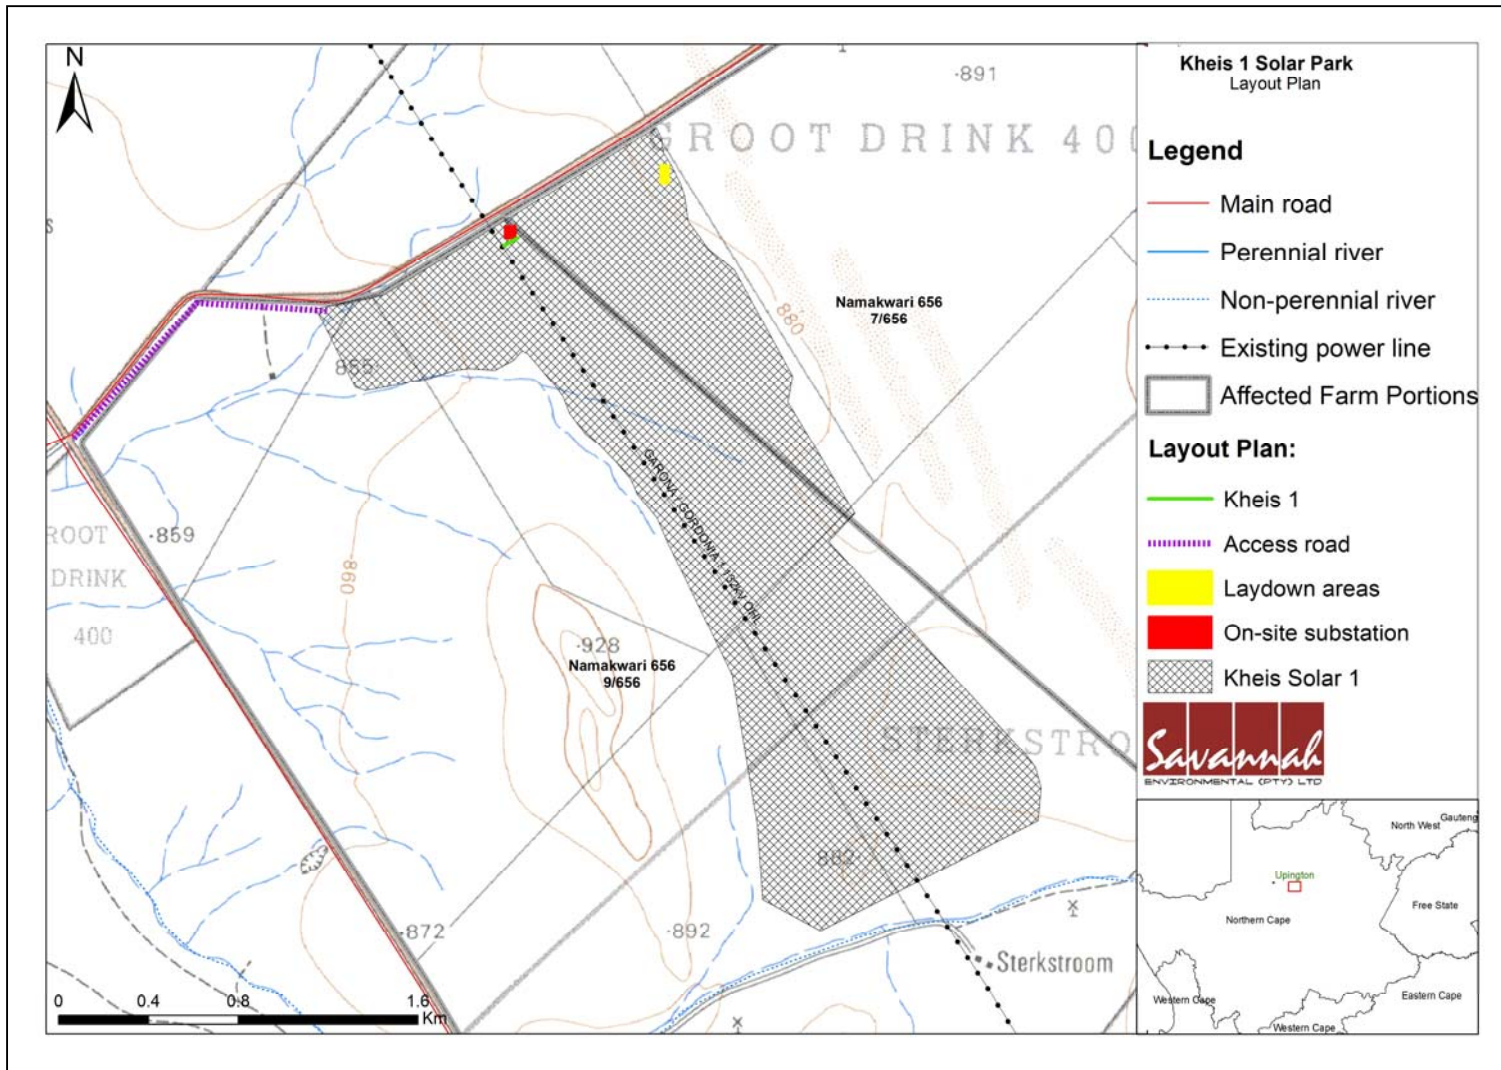 N
·891
GROOT DRINK 400
Namakwari 656
7/656
880
855·
GARONA / GORDONIA 1 132kV OHL
·859
ROOT
DRINK
400
860
·928
Namakwari 656
9/656
STERKSTRO
882·
·872
·892
Sterkstroom
0 0.4 0.8 1.6
Km
Kheis 1 Solar Park
Layout Plan
Legend
Main road
Perennial river
Non-perennial river
Existing power line
Affected Farm Portions
Layout Plan:
Kheis 1
Access road
Laydown areas
On-site substation
Kheis Solar 1
Savannah
ENVIRONMENTAL (PTY) LTD
North West
Gauteng
Upington
Northern Cape
Free State
Western Cape
Eastern Cape
Western Cape